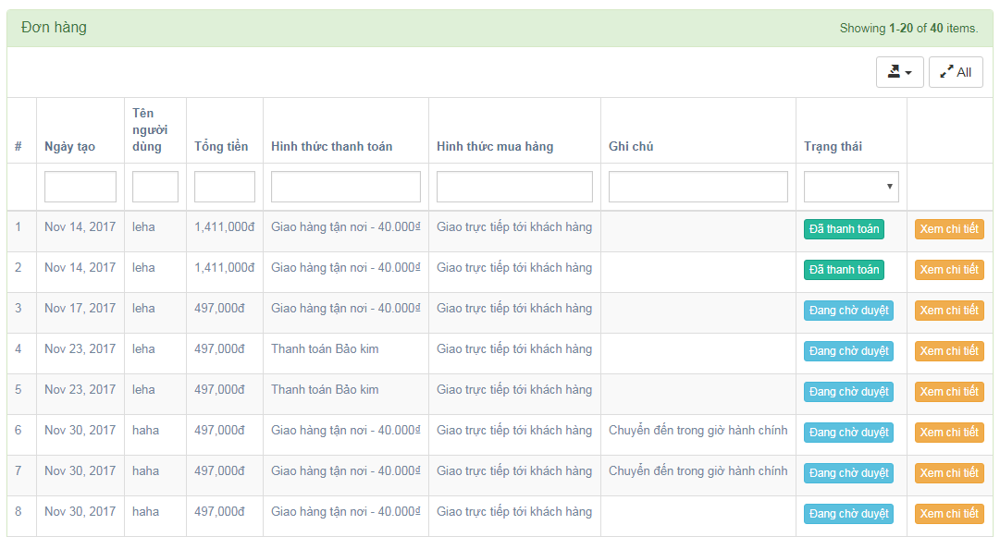 Đơn hàng Showing 1-20 of 40 items.
All
# Ngày tạo Tên người dùng Tổng tiền Hình thức thanh toán Hình thức mua hàng Ghi chú Trạng thái
1 Nov 14, 2017 leha 1,411,000đ Giao hàng tận nơi - 40.000₫ Giao trực tiếp tới khách hàng Đã thanh toán Xem chi tiết
2 Nov 14, 2017 leha 1,411,000đ Giao hàng tận nơi - 40.000₫ Giao trực tiếp tới khách hàng Đã thanh toán Xem chi tiết
3 Nov 17, 2017 leha 497,000đ Giao hàng tận nơi - 40.000₫ Giao trực tiếp tới khách hàng Đang chờ duyệt Xem chi tiết
4 Nov 23, 2017 leha 497,000đ Thanh toán Bảo kim Giao trực tiếp tới khách hàng Đang chờ duyệt Xem chi tiết
5 Nov 23, 2017 leha 497,000đ Thanh toán Bảo kim Giao trực tiếp tới khách hàng Đang chờ duyệt Xem chi tiết
6 Nov 30, 2017 haha 497,000đ Giao hàng tận nơi - 40.000₫ Giao trực tiếp tới khách hàng Chuyển đến trong giờ hành chính Đang chờ duyệt Xem chi tiết
7 Nov 30, 2017 haha 497,000đ Giao hàng tận nơi - 40.000₫ Giao trực tiếp tới khách hàng Chuyển đến trong giờ hành chính Đang chờ duyệt Xem chi tiết
8 Nov 30, 2017 haha 497,000đ Giao hàng tận nơi - 40.000₫ Giao trực tiếp tới khách hàng Đang chờ duyệt Xem chi tiết